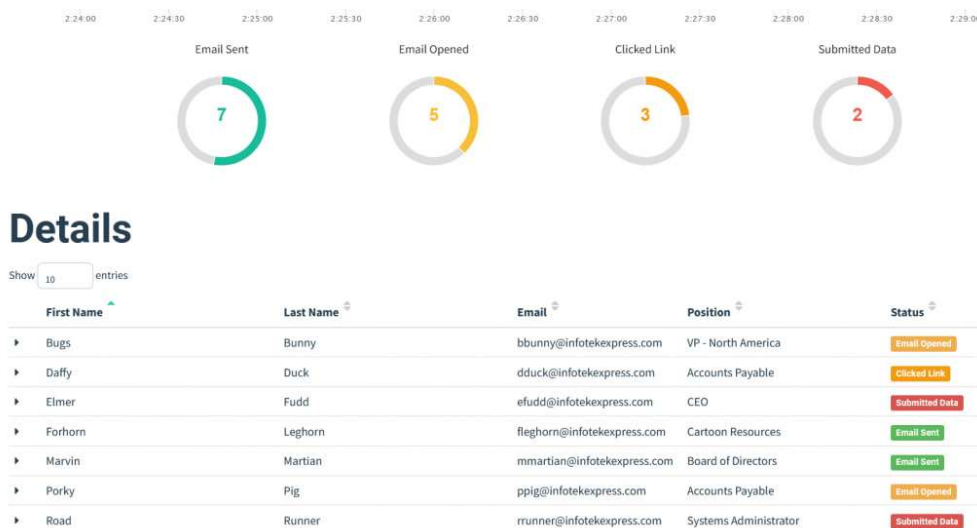 2:24:00 2:24:30 2:25:00 2:25:30 2:26:00 2:26:30 2:27:00 2:27:30 2:28:00 2:28:30 2:29:0
Email Sent Email Opened Clicked Link Submitted Data
7 5 3 2
Details
Show 10 entries
First Name Last Name Email Position Status
Bugs Bunny bbunny@infotekexpress.com VP - North America Email Opened
Daffy Duck dduck@infotekexpress.com Accounts Payable Clicked Link
Elmer Fudd efudd@infotekexpress.com CEO Submitted Data
Forhorn Leghorn fleghorn@infotekexpress.com Cartoon Resources Email Sent
Marvin Martian mmartian@infotekexpress.com Board of Directors Email Sent
Porky Pig ppig@infotekexpress.com Accounts Payable Email Opened
Road Runner rrunner@infotekexpress.com Systems Administrator Submitted Data